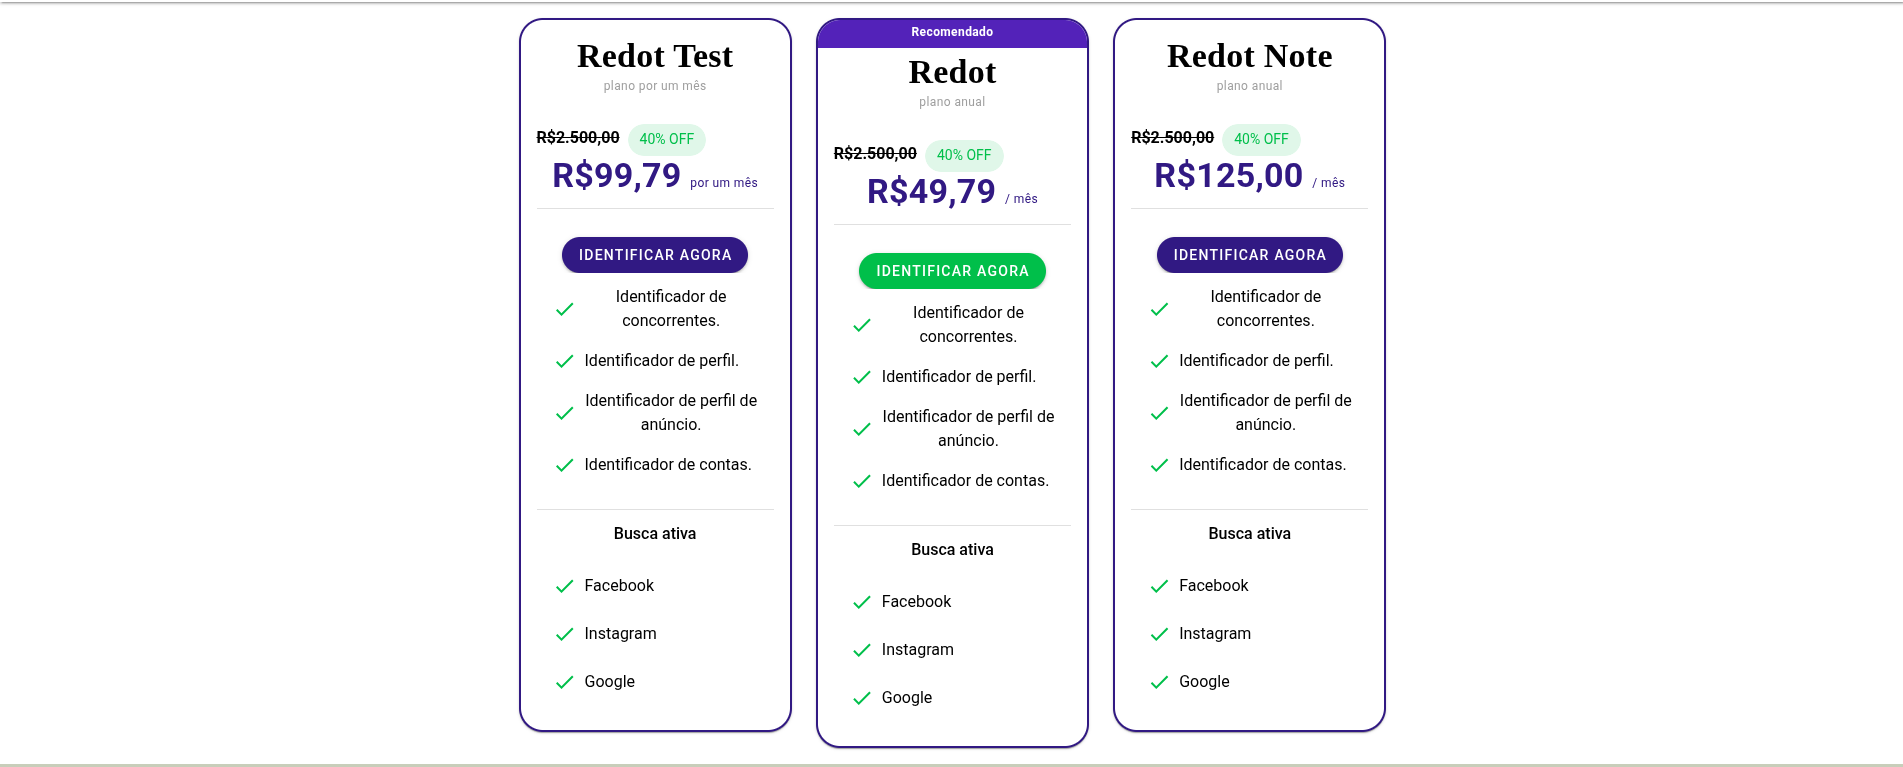 Redot Test
plano por um mês
R$2.500,00 40% OFF
R$99,79 por um mês
IDENTIFICAR AGORA
Identificador de
concorrentes.
Identificador de perfil.
Identificador de perfil de
anúncio.
Identificador de contas.
Busca ativa
Facebook
Instagram
Google
Recomendado
Redot
plano anual
R$2.500,00 40% OFF
R$49,79 / mês
IDENTIFICAR AGORA
Identificador de
concorrentes.
Identificador de perfil.
Identificador de perfil de
anúncio.
Identificador de contas.
Busca ativa
Facebook
Instagram
Google
Redot Note
plano anual
R$2.500,00 40% OFF
R$125,00 / mês
IDENTIFICAR AGORA
Identificador de
concorrentes.
Identificador de perfil.
Identificador de perfil de
anúncio.
Identificador de contas.
Busca ativa
Facebook
Instagram
Google